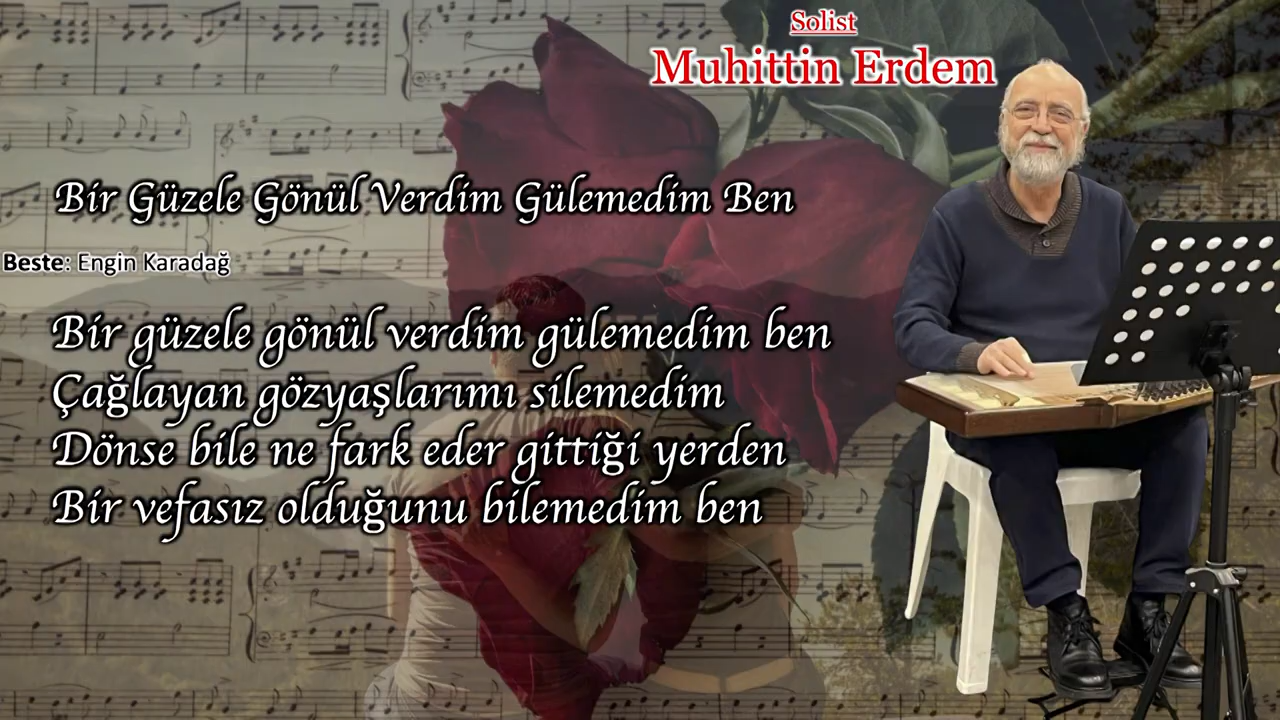 Solist
Muhittin Erdem
Bir Güzele Gönül Verdim Gülemedim Ben
Beste: Engin Karadağ
Bir güzele gönül verdim gülemedim ben
Çağlayan gözyaşlarımı silemedim
Dönse bile ne fark eder gittiği yerden
Bir vefasız olduğunu bilemedim ben